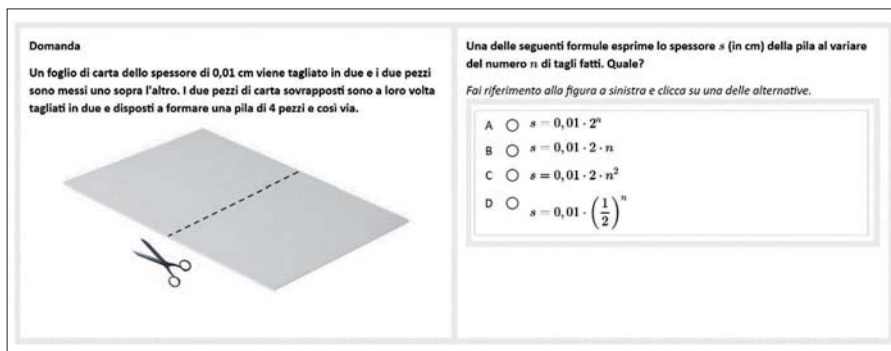 Domanda
Un foglio di carta dello spessore di 0,01 cm viene tagliato in due e i due pezzi
sono messi uno sopra l'altro. I due pezzi di carta sovrapposti sono a loro volta
tagliati in due e disposti a formare una pila di 4 pezzi e così via.
Una delle seguenti formule esprime lo spessore s (in cm) della pila al variare
del numero n di tagli fatti. Quale?
Fai riferimento alla figura a sinistra e clicca su una delle alternative.
A s = 0,01 · 2ⁿ
B s = 0,01 · 2 · n
C s = 0,01 · 2 · n²
D s = 0,01 · (1/2)ⁿ